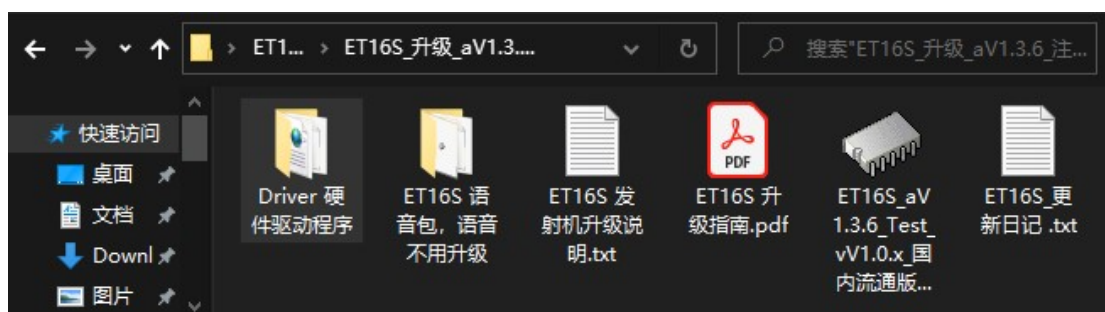 ET1... › ET16S_升级_aV1.3....
搜索"ET16S_升级_aV1.3.6_注...
快速访问
桌面
文档
Downl
图片
Driver 硬
件驱动程序
ET16S 语
音包，语音
不用升级
ET16S 发
射机升级说
明.txt
PDF
ET16S 升
级指南.pdf
ET16S_aV
1.3.6_Test_
vV1.0.x_国
内流通版...
ET16S_更
新日记 .txt